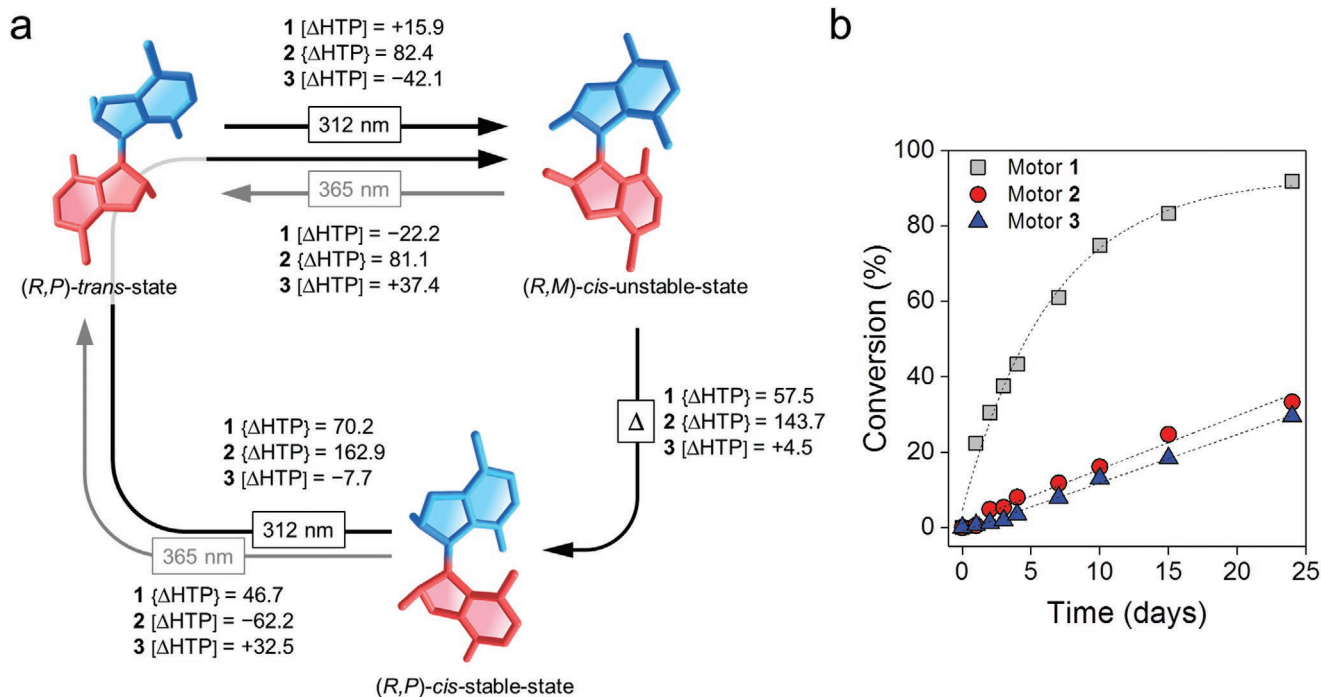 a
1 [ΔHTP] = +15.9
2 {ΔHTP} = 82.4
3 [ΔHTP] = −42.1
312 nm
365 nm
1 [ΔHTP] = −22.2
2 {ΔHTP} = 81.1
3 [ΔHTP] = +37.4
(R,P)-trans-state
(R,M)-cis-unstable-state
1 {ΔHTP} = 57.5
2 {ΔHTP} = 143.7
3 [ΔHTP] = +4.5
Δ
1 {ΔHTP} = 70.2
2 {ΔHTP} = 162.9
3 [ΔHTP] = −7.7
312 nm
365 nm
1 {ΔHTP} = 46.7
2 [ΔHTP] = −62.2
3 [ΔHTP] = +32.5
(R,P)-cis-stable-state
b
100
80
60
40
20
0
Conversion (%)
Motor 1
Motor 2
Motor 3
0 5 10 15 20 25
Time (days)